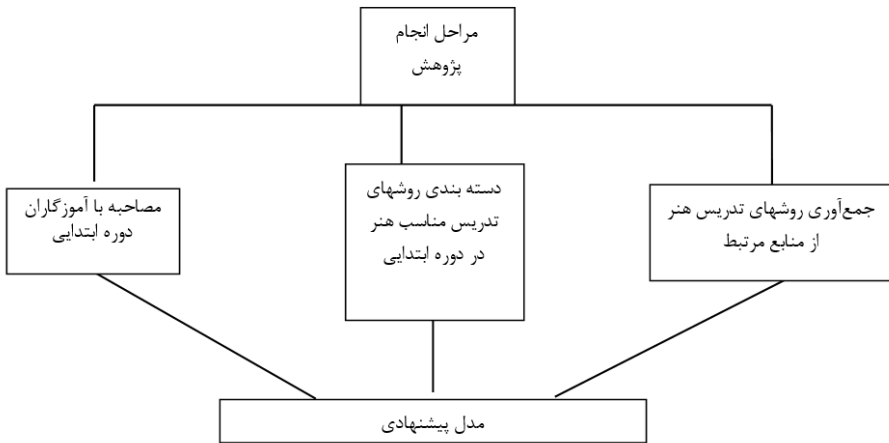 مراحل انجام
پژوهش
جمع‌آوری روشهای تدریس هنر
از منابع مرتبط
دسته بندی روشهای
تدریس مناسب هنر
در دوره ابتدایی
مصاحبه با آموزگاران
دوره ابتدایی
مدل پیشنهادی